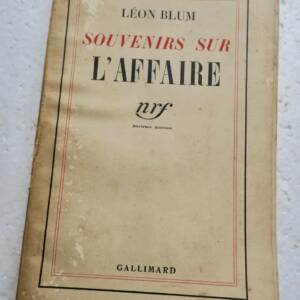 LÉON BLUM
SOUVENIRS SUR
L'AFFAIRE
nrf
GALLIMARD